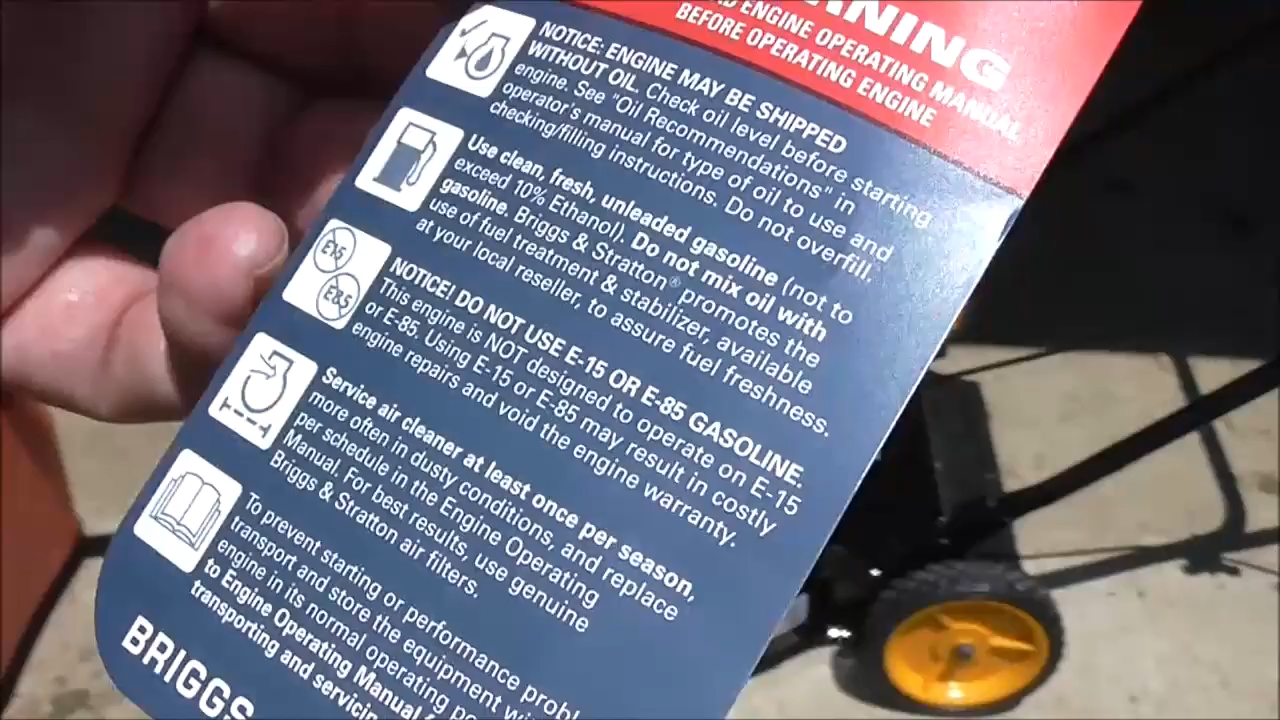 NING
ENGINE OPERATING MANUAL
BEFORE OPERATING ENGINE
NOTICE: ENGINE MAY BE SHIPPED
WITHOUT OIL. Check oil level before starting
engine. See "Oil Recommendations" in
operator's manual for type of oil to use and
checking/filling instructions. Do not overfill.
Use clean, fresh, unleaded gasoline (not to
exceed 10% Ethanol). Do not mix oil with
gasoline. Briggs & Stratton® promotes the
use of fuel treatment & stabilizer, available
at your local reseller, to assure fuel freshness.
E15
E85
NOTICE! DO NOT USE E-15 OR E-85 GASOLINE.
This engine is NOT designed to operate on E-15
or E-85. Using E-15 or E-85 may result in costly
engine repairs and void the engine warranty.
Service air cleaner at least once per season,
more often in dusty conditions, and replace
per schedule in the Engine Operating
Manual. For best results, use genuine
Briggs & Stratton air filters.
To prevent starting or performance probl
transport and store the equipment wi
engine in its normal operating po
to Engine Operating Manual f
transporting and servicin
BRIGGS